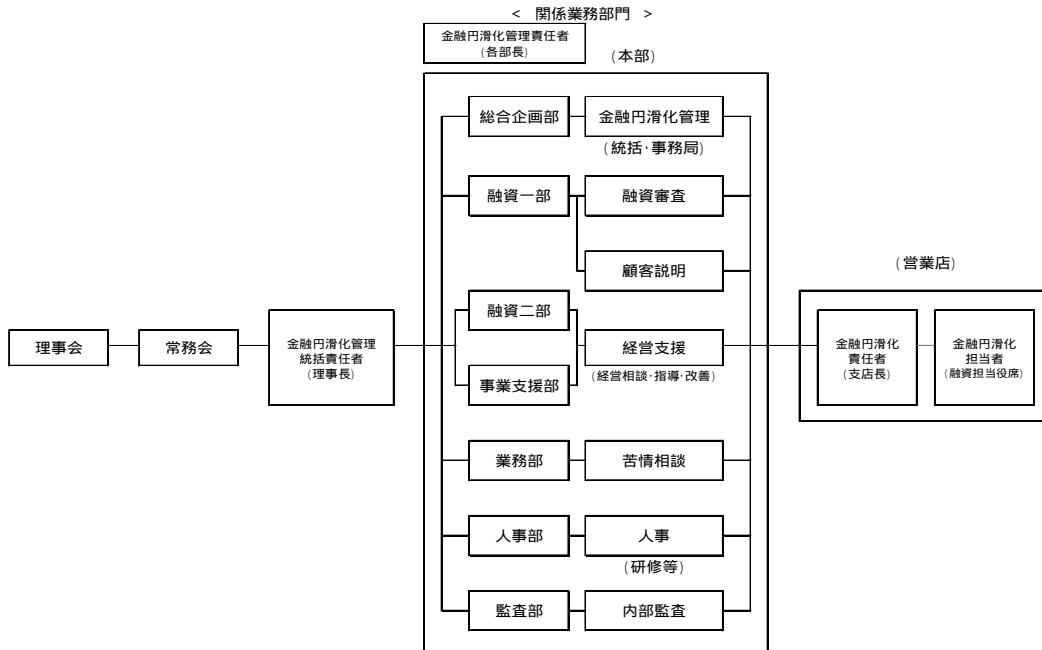 < 関係業務部門 >
金融円滑化管理責任者
(各部長)
(本部)
総合企画部
金融円滑化管理
(統括・事務局)
融資一部
融資審査
顧客説明
(営業店)
理事会
常務会
金融円滑化管理
統括責任者
(理事長)
融資二部
事業支援部
経営支援
(経営相談・指導・改善)
金融円滑化
責任者
(支店長)
金融円滑化
担当者
(融資担当役席)
業務部
苦情相談
人事部
人事
(研修等)
監査部
内部監査